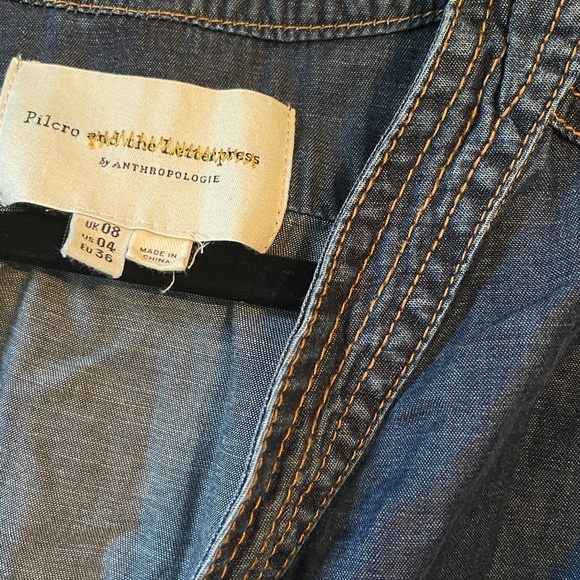 Pilcro and the Letterpress
by ANTHROPOLOGIE
UK 08
US 04
EU 36
MADE IN
CHINA